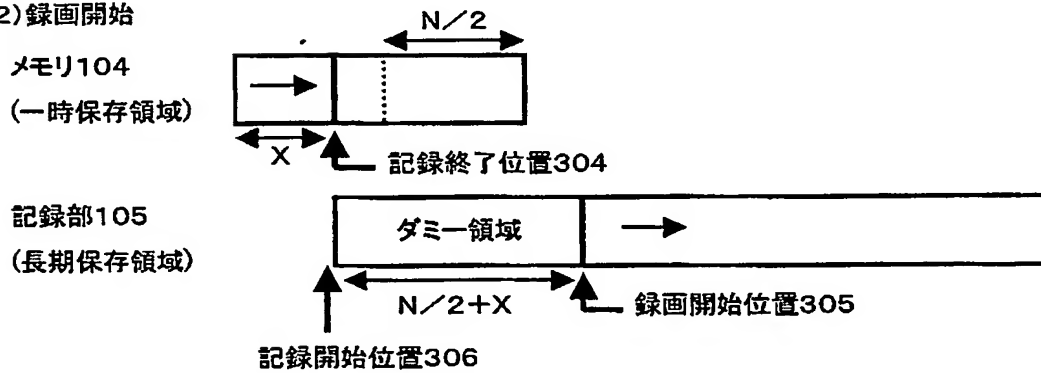 2)録画開始
N/2
メモリ104
(一時保存領域)
X
記録終了位置304
記録部105
(長期保存領域)
ダミー領域
N/2+X
録画開始位置305
記録開始位置306